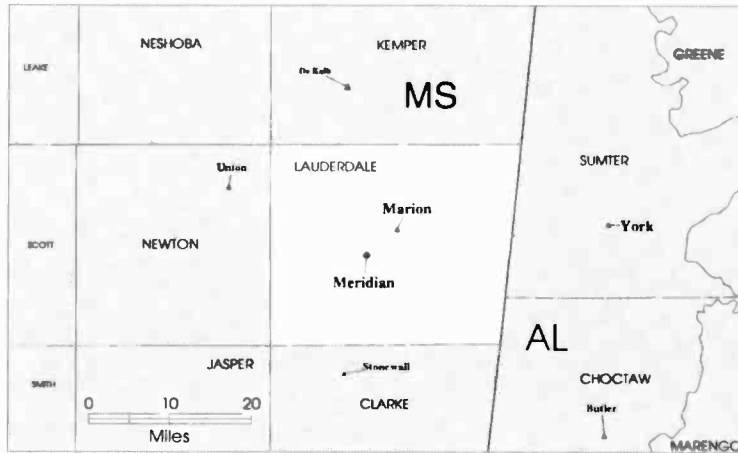 NESHOBA
KEMPER
GREENE
LEAKE
De Kalb
MS
Union
LAUDERDALE
SUMTER
Marion
York
SCOTT
NEWTON
Meridian
AL
JASPER
Stonewall
CHOCTAW
SMITH
CLARKE
Butler
0 10 20
Miles
MARENGO